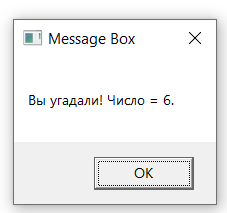 Message Box
Вы угадали! Число = 6.
OK